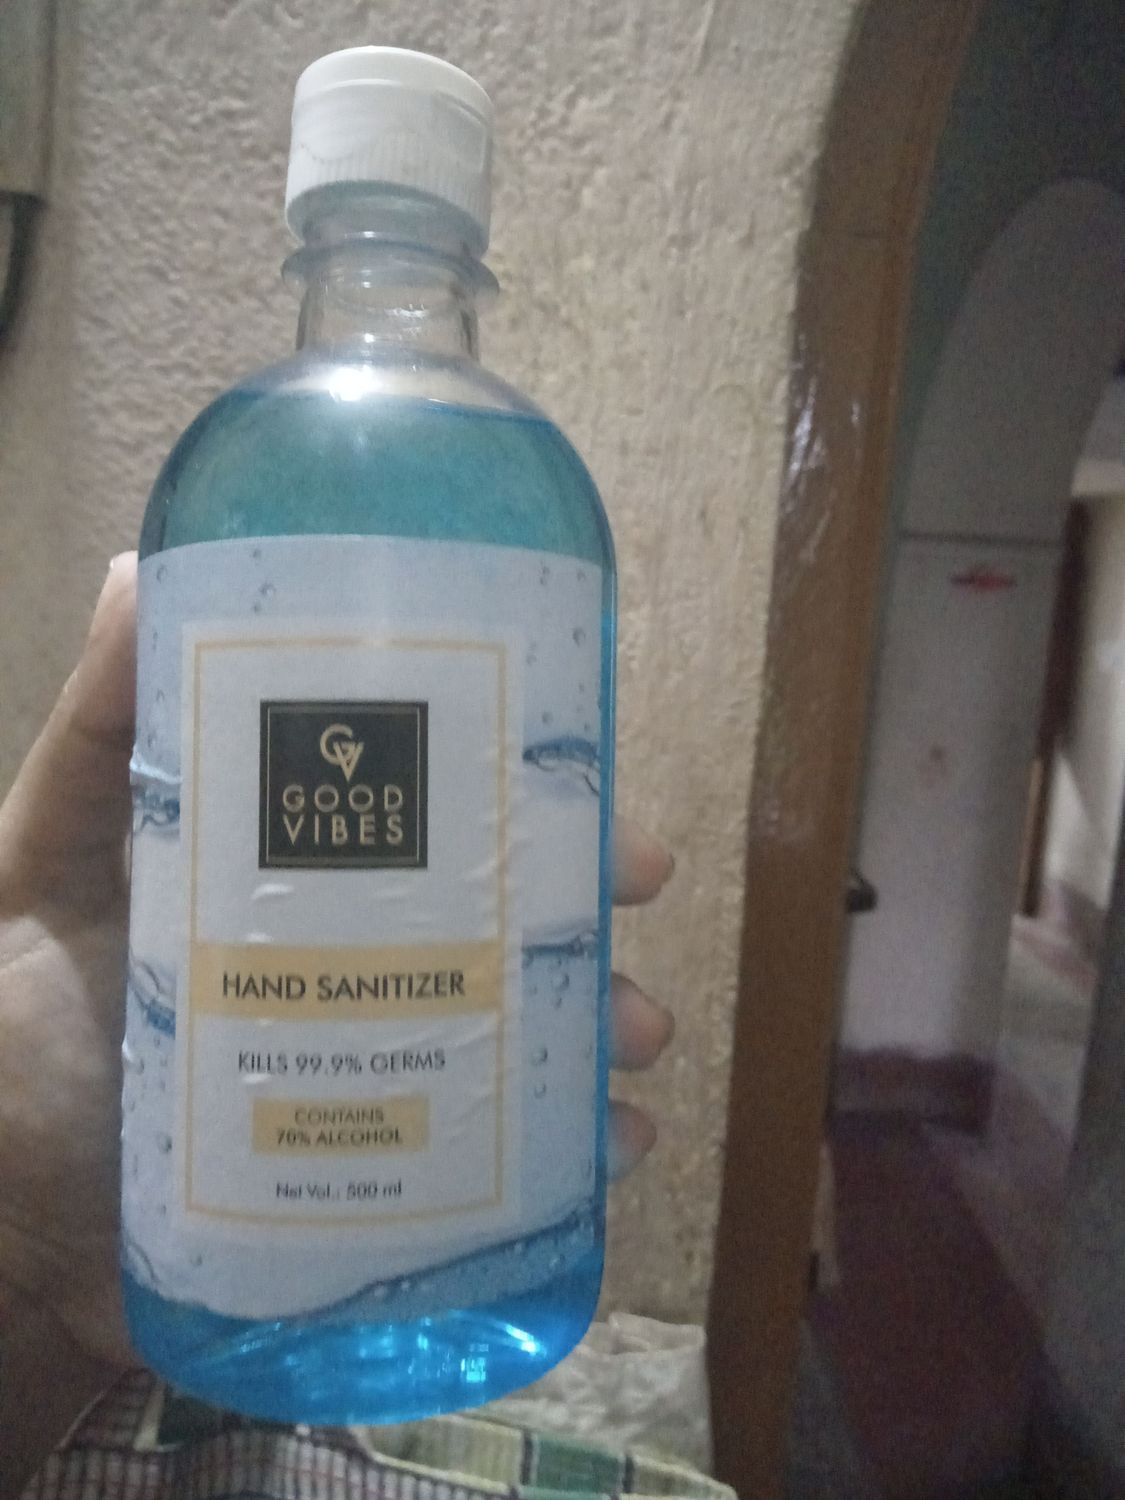 GV
GOOD
VIBES
HAND SANITIZER
KILLS 99.9% GERMS
CONTAINS
70% ALCOHOL
Net Vol.: 500 ml